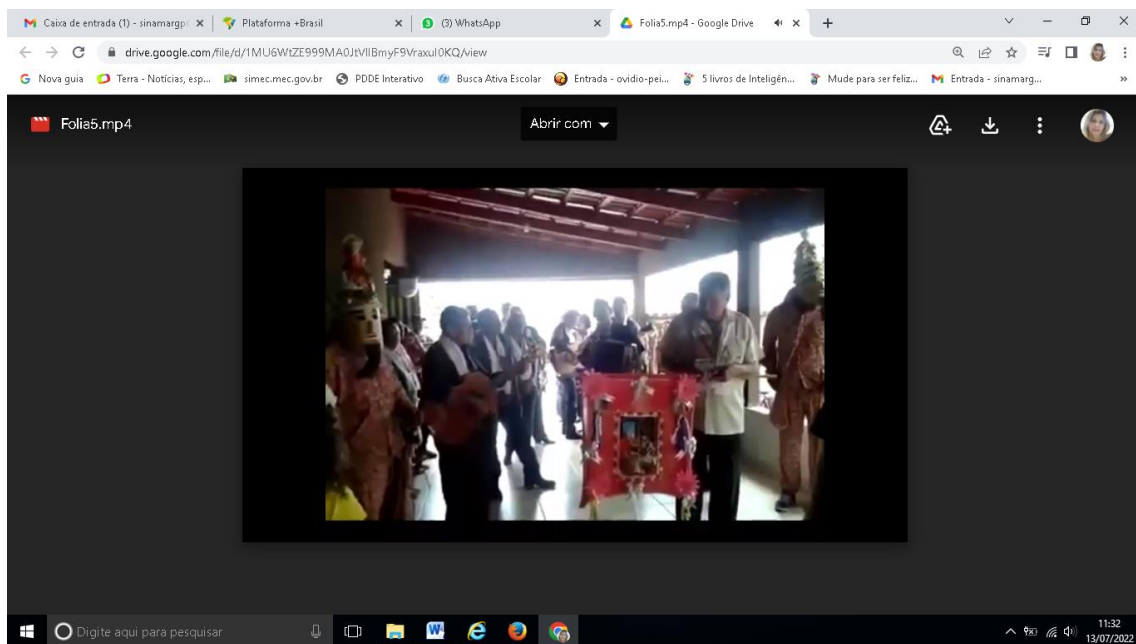 Caixa de entrada (1) - sinamargp
Plataforma +Brasil
(3) WhatsApp
Folia5.mp4 - Google Drive
drive.google.com/file/d/1MU6WtZE999MA0JtVIIBmyF9VraxuI0KQ/view
Nova guia
Terra - Notícias, esp...
simec.mec.gov.br
PDDE Interativo
Busca Ativa Escolar
Entrada - ovidio-pei...
5 livros de Inteligên...
Mude para ser feliz...
Entrada - sinamarg...
Folia5.mp4
Abrir com
Digite aqui para pesquisar
11:32
13/07/2022